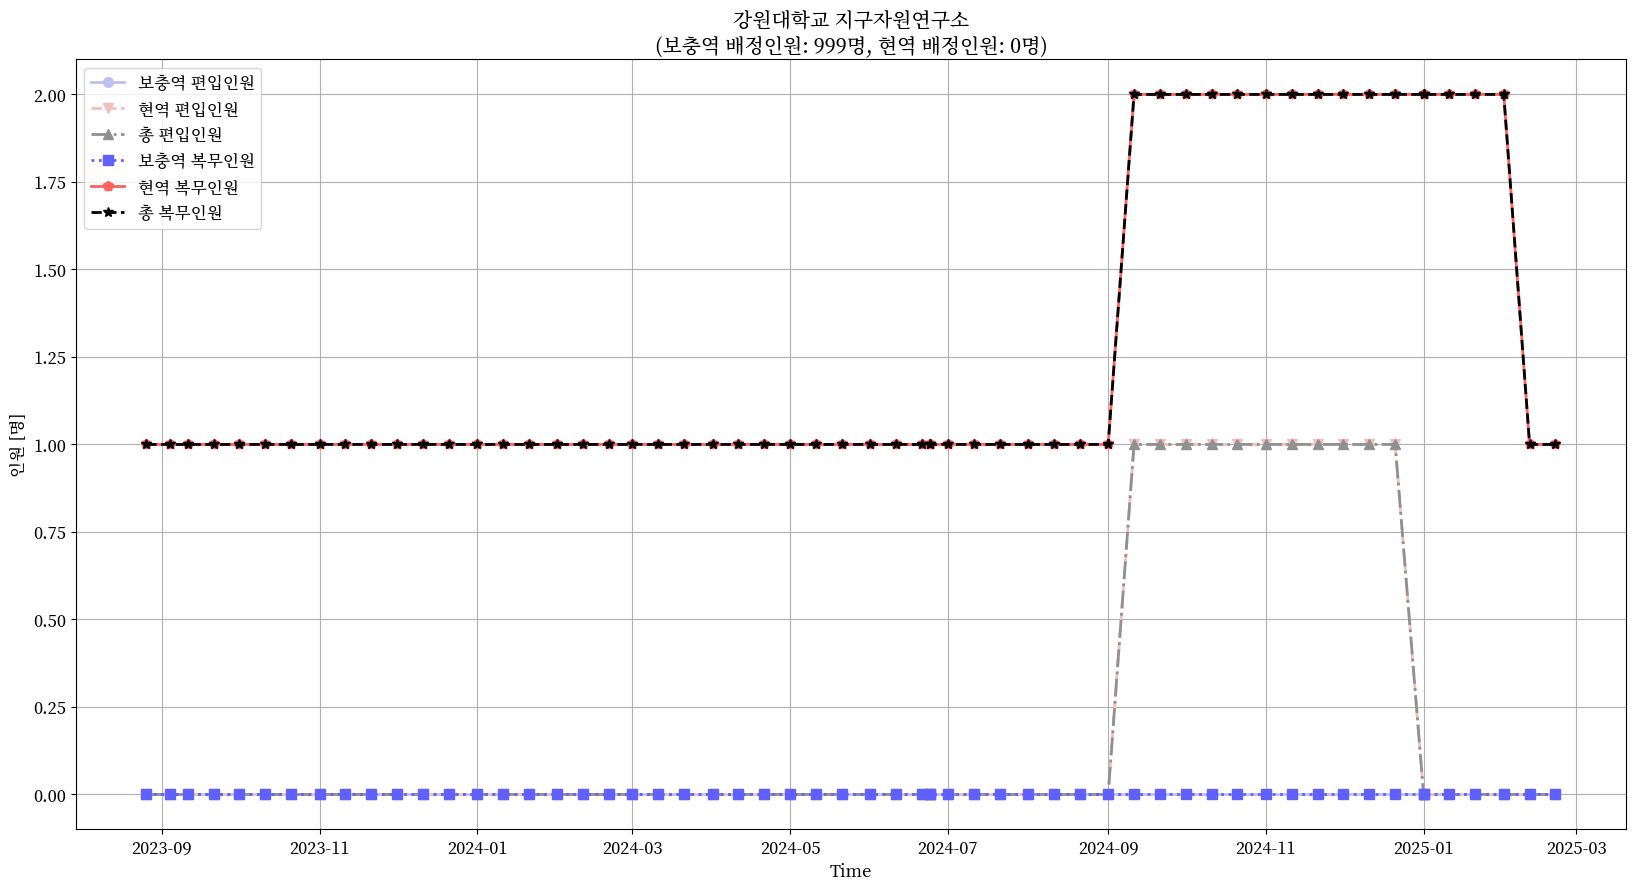 강원대학교 지구자원연구소
(보충역 배정인원: 999명, 현역 배정인원: 0명)
보충역 편입인원
현역 편입인원
총 편입인원
보충역 복무인원
현역 복무인원
총 복무인원
인원 [명]
2.00
1.75
1.50
1.25
1.00
0.75
0.50
0.25
0.00
2023-09 2023-11 2024-01 2024-03 2024-05 2024-07 2024-09 2024-11 2025-01 2025-03
Time